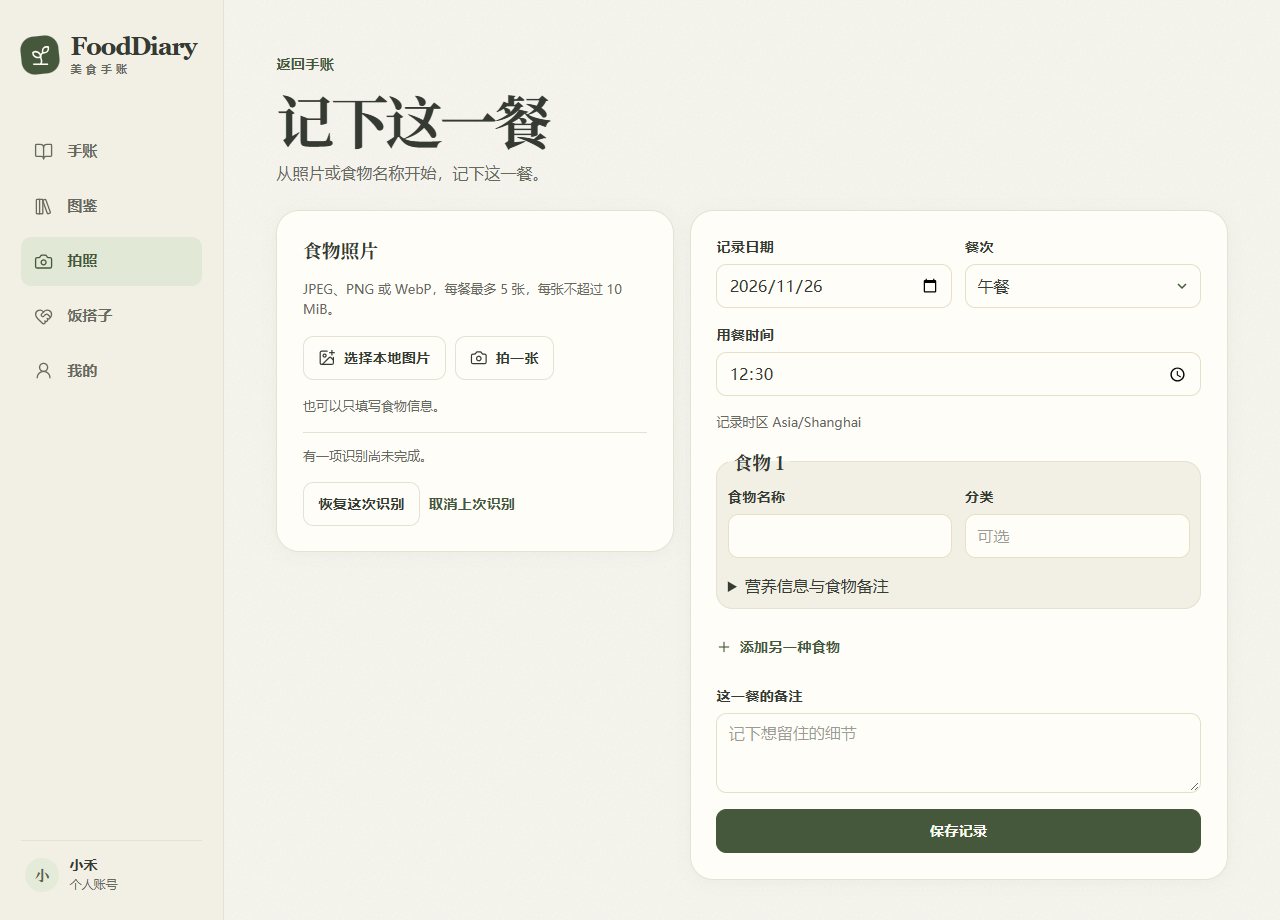 FoodDiary
美食手账
手账
图鉴
拍照
饭搭子
我的
小
小禾
个人账号
返回手账
记下这一餐
从照片或食物名称开始，记下这一餐。
食物照片
JPEG、PNG 或 WebP，每餐最多 5 张，每张不超过 10
MiB。
选择本地图片
拍一张
也可以只填写食物信息。
有一项识别尚未完成。
恢复这次识别
取消上次识别
记录日期
餐次
2026/11/26
午餐
用餐时间
12:30
记录时区 Asia/Shanghai
食物 1
食物名称
分类
可选
营养信息与食物备注
添加另一种食物
这一餐的备注
记下想留住的细节
保存记录